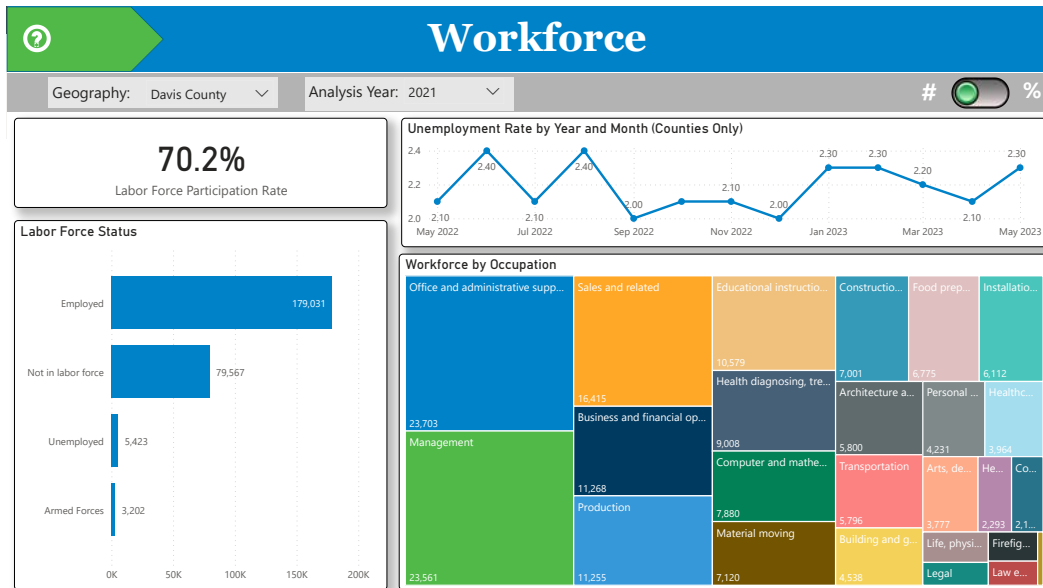 Workforce
Geography: Davis County
Analysis Year: 2021
# %
70.2%
Labor Force Participation Rate
Unemployment Rate by Year and Month (Counties Only)
2.4
2.2
2.0
2.10
2.40
2.10
2.40
2.00
2.10
2.00
2.30
2.30
2.20
2.10
2.30
May 2022
Jul 2022
Sep 2022
Nov 2022
Jan 2023
Mar 2023
May 2023
Labor Force Status
Employed
179,031
Not in labor force
79,567
Unemployed
5,423
Armed Forces
3,202
0K
50K
100K
150K
200K
Workforce by Occupation
Office and administrative supp...
23,703
Management
23,561
Sales and related
16,415
Business and financial op...
11,268
Production
11,255
Educational instructio...
10,579
Health diagnosing, tre...
9,008
Computer and mathe...
7,880
Material moving
7,120
Constructio...
7,001
Food prep...
6,775
Installatio...
6,112
Architecture a...
5,800
Personal ...
4,231
Healthc...
3,964
Transportation
5,796
Arts, de...
3,777
He...
2,293
Co...
2,1...
Building and g...
4,538
Life, physi...
Firefig...
Legal
Law e...